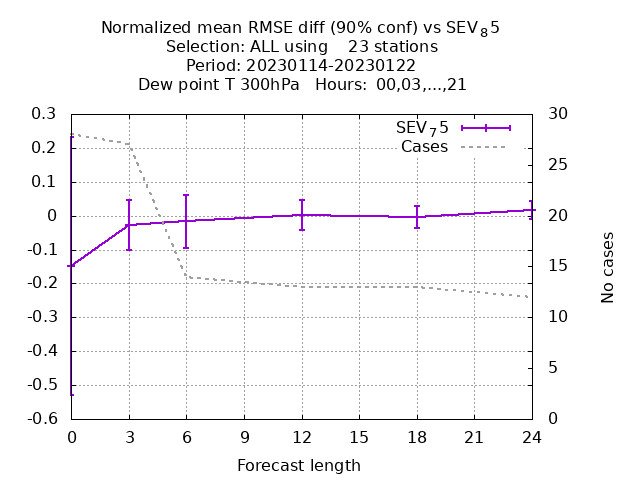 Normalized mean RMSE diff (90% conf) vs SEV₈5
Selection: ALL using    23 stations
Period: 20230114-20230122
Dew point T 300hPa   Hours:  00,03,...,21
SEV₇5
Cases
0.3
0.2
0.1
0
-0.1
-0.2
-0.3
-0.4
-0.5
-0.6
30
25
20
15
10
5
0
No cases
0 3 6 9 12 15 18 21 24
Forecast length